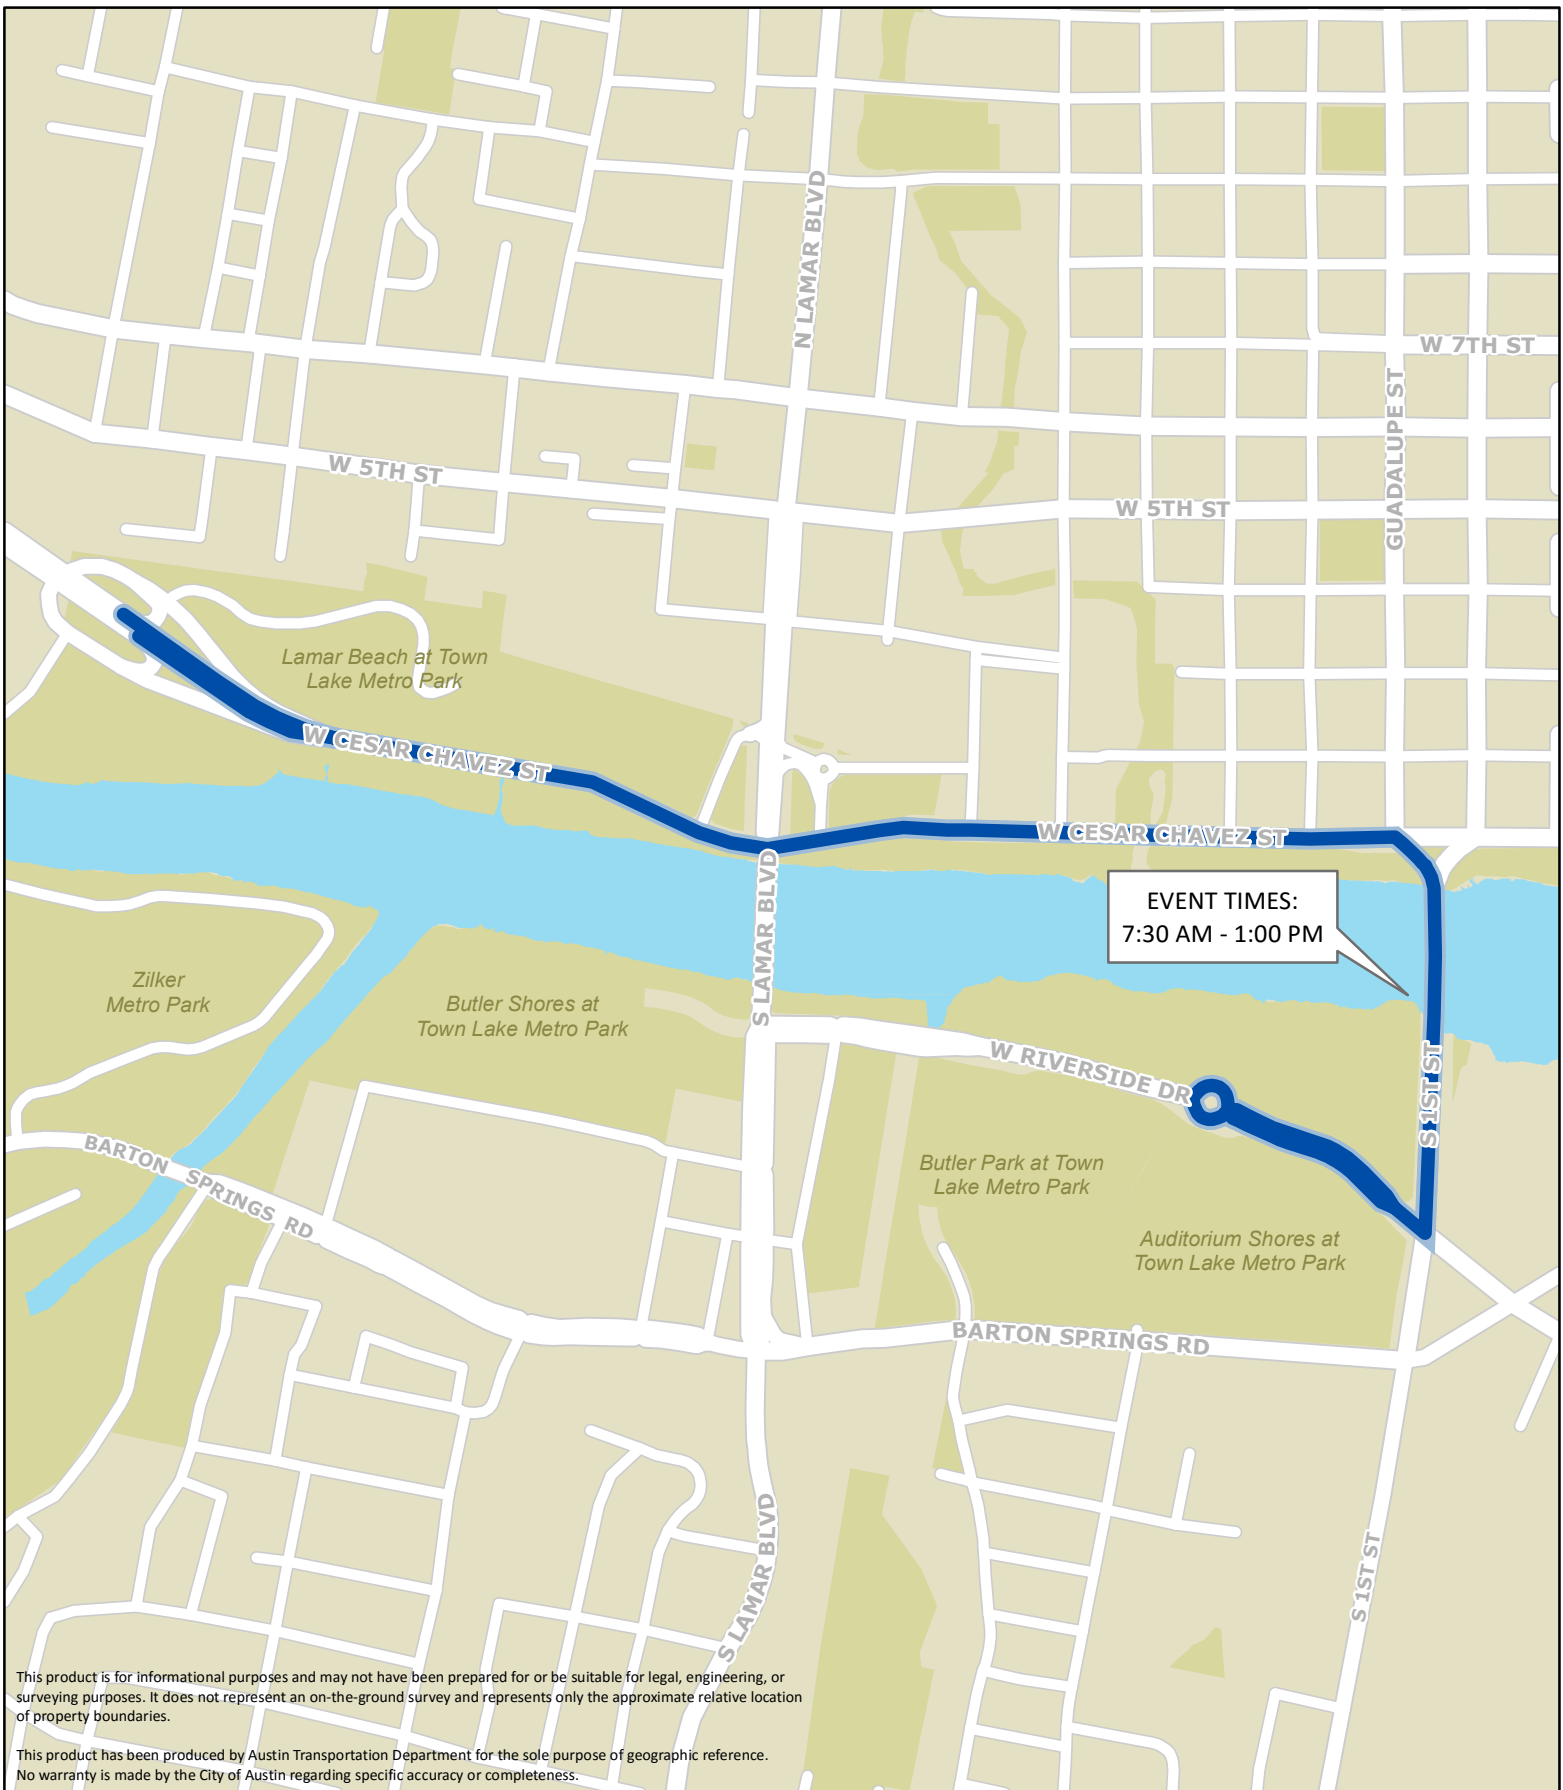 N LAMAR BLVD
W 7TH ST
GUADALUPE ST
W 5TH ST
W 5TH ST
Lamar Beach at Town
Lake Metro Park
W CESAR CHAVEZ ST
W CESAR CHAVEZ ST
S LAMAR BLVD
EVENT TIMES:
7:30 AM - 1:00 PM
Zilker
Metro Park
Butler Shores at
Town Lake Metro Park
W RIVERSIDE DR
S 1ST ST
BARTON SPRINGS RD
Butler Park at Town
Lake Metro Park
Auditorium Shores at
Town Lake Metro Park
BARTON SPRINGS RD
S LAMAR BLVD
S 1ST ST
This product is for informational purposes and may not have been prepared for or be suitable for legal, engineering, or
surveying purposes. It does not represent an on-the-ground survey and represents only the approximate relative location
of property boundaries.
This product has been produced by Austin Transportation Department for the sole purpose of geographic reference.
No warranty is made by the City of Austin regarding specific accuracy or completeness.